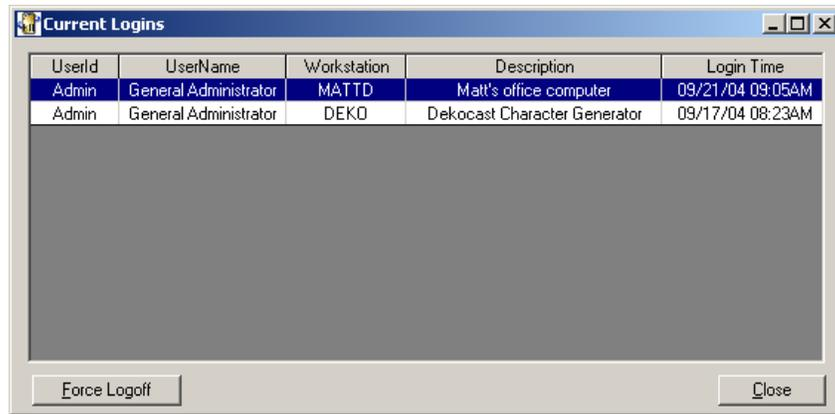 Current Logins
UserId UserName Workstation Description Login Time
Admin General Administrator MATTD Matt's office computer 09/21/04 09:05AM
Admin General Administrator DEKO Dekocast Character Generator 09/17/04 08:23AM
Force Logoff Close